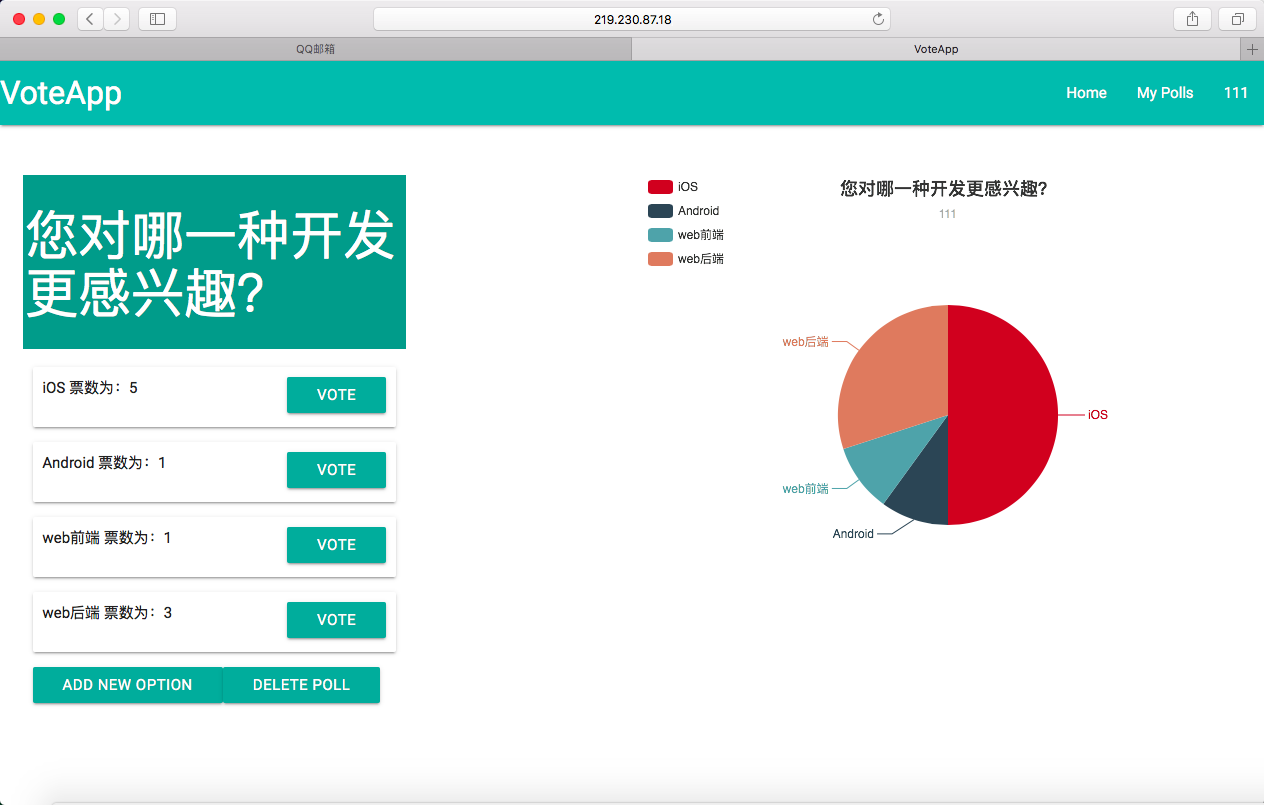 219.230.87.18
QQ邮箱
VoteApp
VoteApp
Home
My Polls
111
您对哪一种开发
更感兴趣?
iOS 票数为：5
VOTE
Android 票数为：1
VOTE
web前端 票数为：1
VOTE
web后端 票数为：3
VOTE
ADD NEW OPTION
DELETE POLL
iOS
Android
web前端
web后端
您对哪一种开发更感兴趣?
111
web后端
iOS
web前端
Android